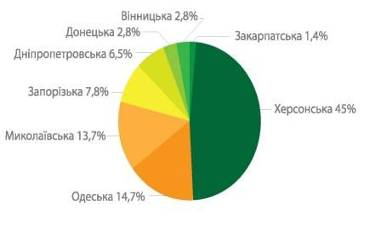 Вінницька 2,8%
Донецька 2,8%
Закарпатська 1,4%
Дніпропетровська 6,5%
Запорізька 7,8%
Херсонська 45%
Миколаївська 13,7%
Одеська 14,7%